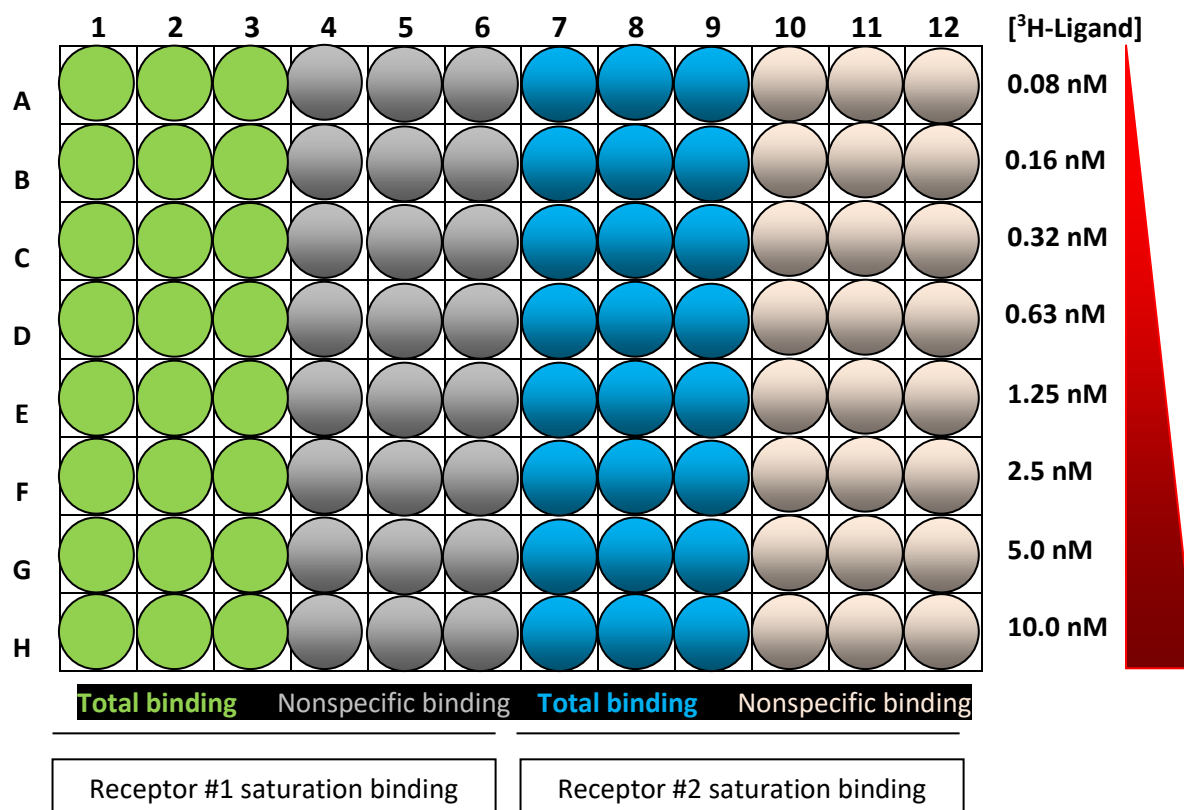 1 2 3 4 5 6 7 8 9 10 11 12 [³H-Ligand]
A 0.08 nM
B 0.16 nM
C 0.32 nM
D 0.63 nM
E 1.25 nM
F 2.5 nM
G 5.0 nM
H 10.0 nM
Total binding Nonspecific binding Total binding Nonspecific binding
Receptor #1 saturation binding Receptor #2 saturation binding